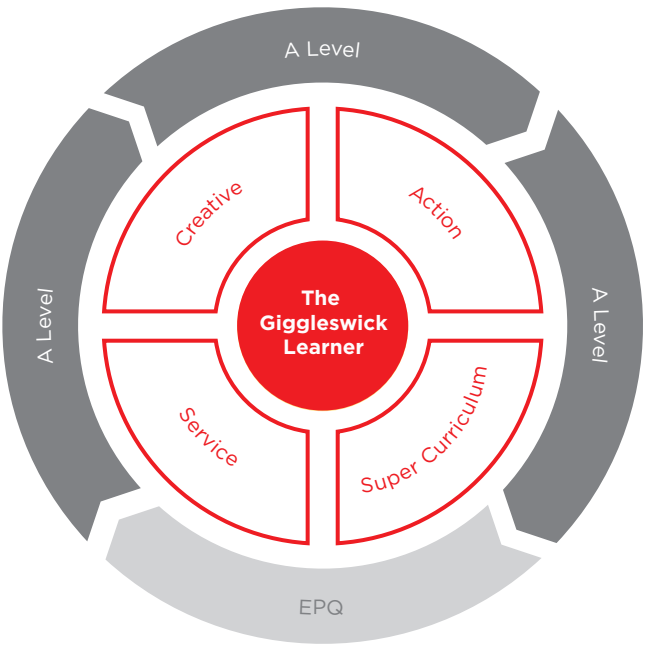 A Level
Creative
Action
The
Giggleswick
Learner
A Level
A Level
Service
Super Curriculum
EPQ